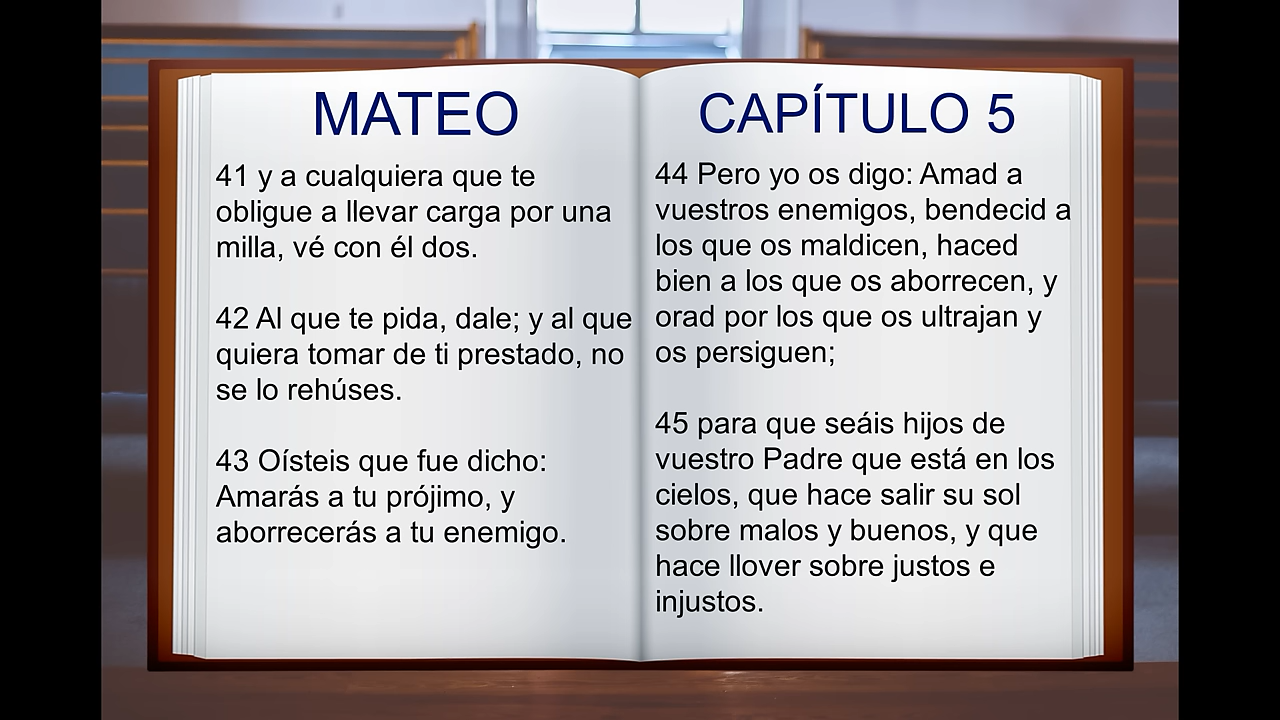 MATEO
41 y a cualquiera que te
obligue a llevar carga por una
milla, vé con él dos.
42 Al que te pida, dale; y al que
quiera tomar de ti prestado, no
se lo rehúses.
43 Oísteis que fue dicho:
Amarás a tu prójimo, y
aborrecerás a tu enemigo.
CAPÍTULO 5
44 Pero yo os digo: Amad a
vuestros enemigos, bendecid a
los que os maldicen, haced
bien a los que os aborrecen, y
orad por los que os ultrajan y
os persiguen;
45 para que seáis hijos de
vuestro Padre que está en los
cielos, que hace salir su sol
sobre malos y buenos, y que
hace llover sobre justos e
injustos.